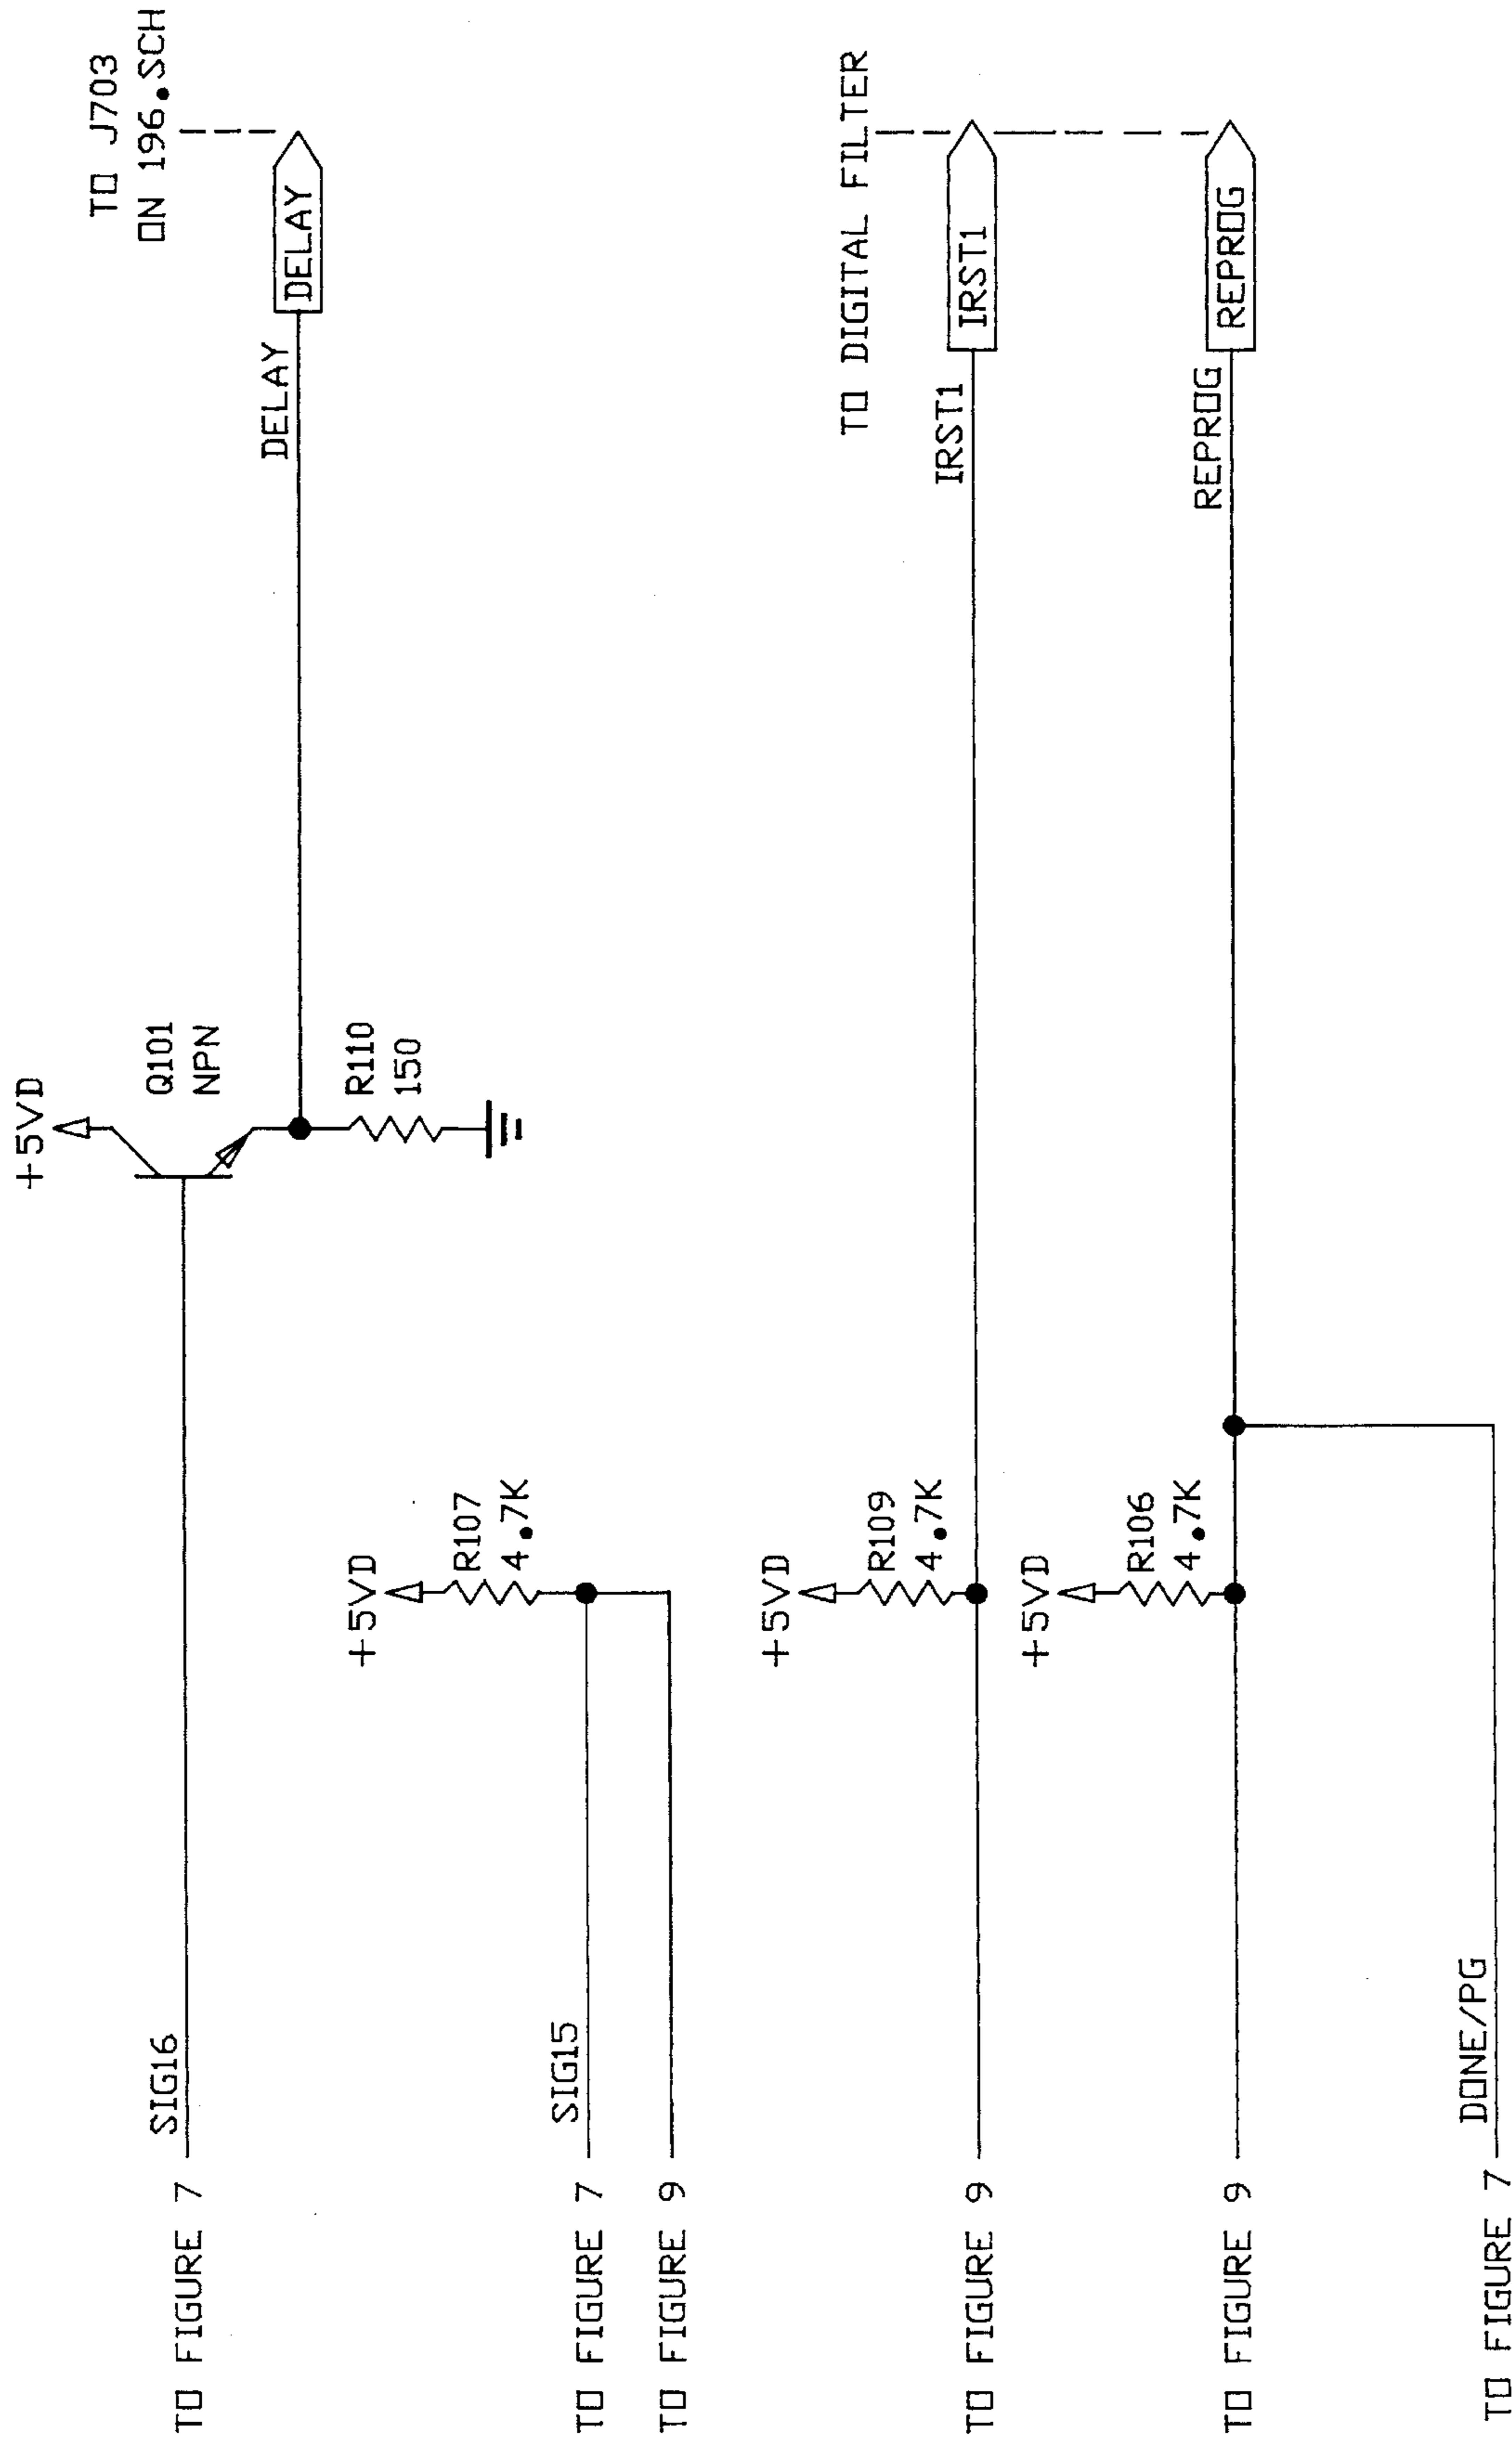 TO J703
ON 196.SCH
+5VD
Q101
NPN
SIG16
TO FIGURE 7
DELAY
DELAY
R110
150
+5VD
R107
4.7K
SIG15
TO FIGURE 7
TO FIGURE 9
TO DIGITAL FILTER
+5VD
R109
4.7K
TO FIGURE 9
IRST1
IRST1
+5VD
R106
4.7K
TO FIGURE 9
REPROG
REPROG
DONE/PG
TO FIGURE 7